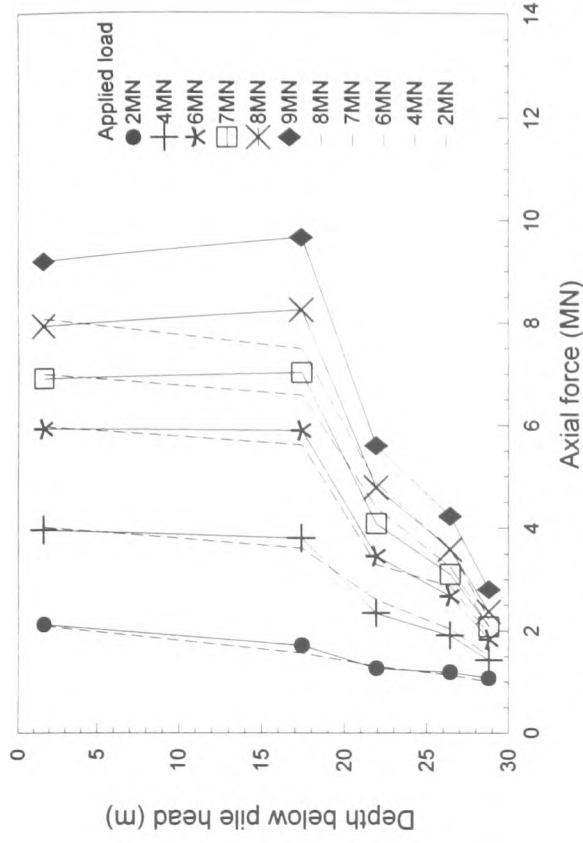 Applied load
2MN
4MN
6MN
7MN
8MN
9MN
8MN
7MN
6MN
4MN
2MN
Depth below pile head (m)
0
5
10
15
20
25
30
0
2
4
6
8
10
12
14
Axial force (MN)